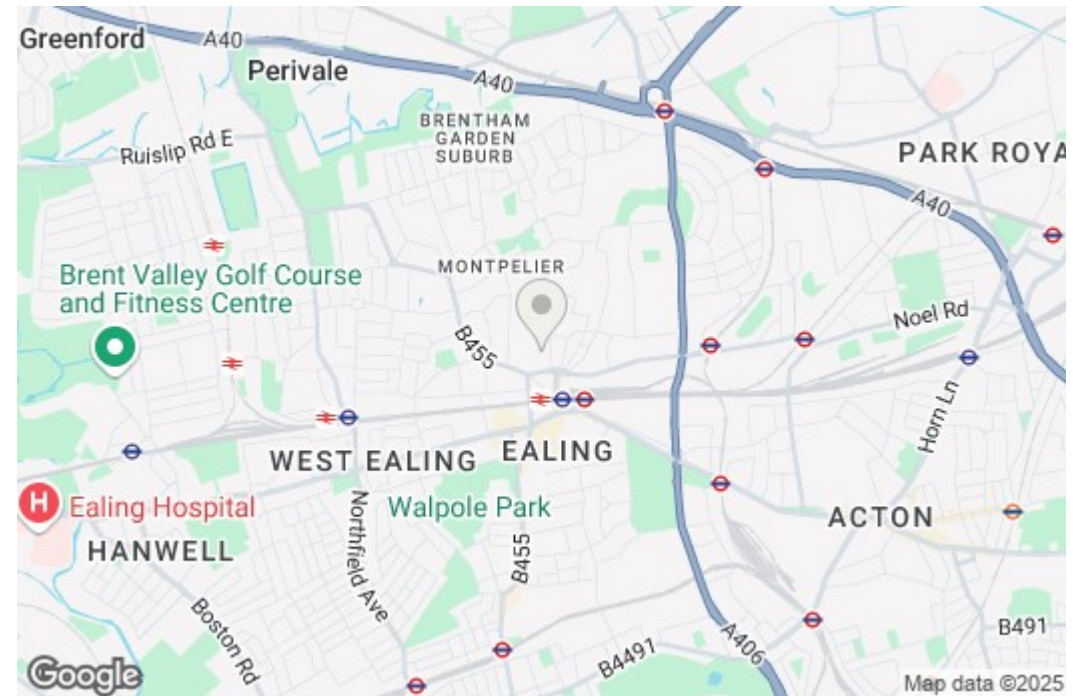 Greenford
A40
Perivale
A40
BRENTHAM
GARDEN
SUBURB
Ruislip Rd E
PARK ROYA
A40
MONTPELIER
Brent Valley Golf Course
and Fitness Centre
Noel Rd
B455
Horn Ln
WEST EALING
EALING
H
Ealing Hospital
Walpole Park
ACTON
HANWELL
Northfield Ave
B455
Boston Rd
A406
B4491
B491
Google
Map data ©2025